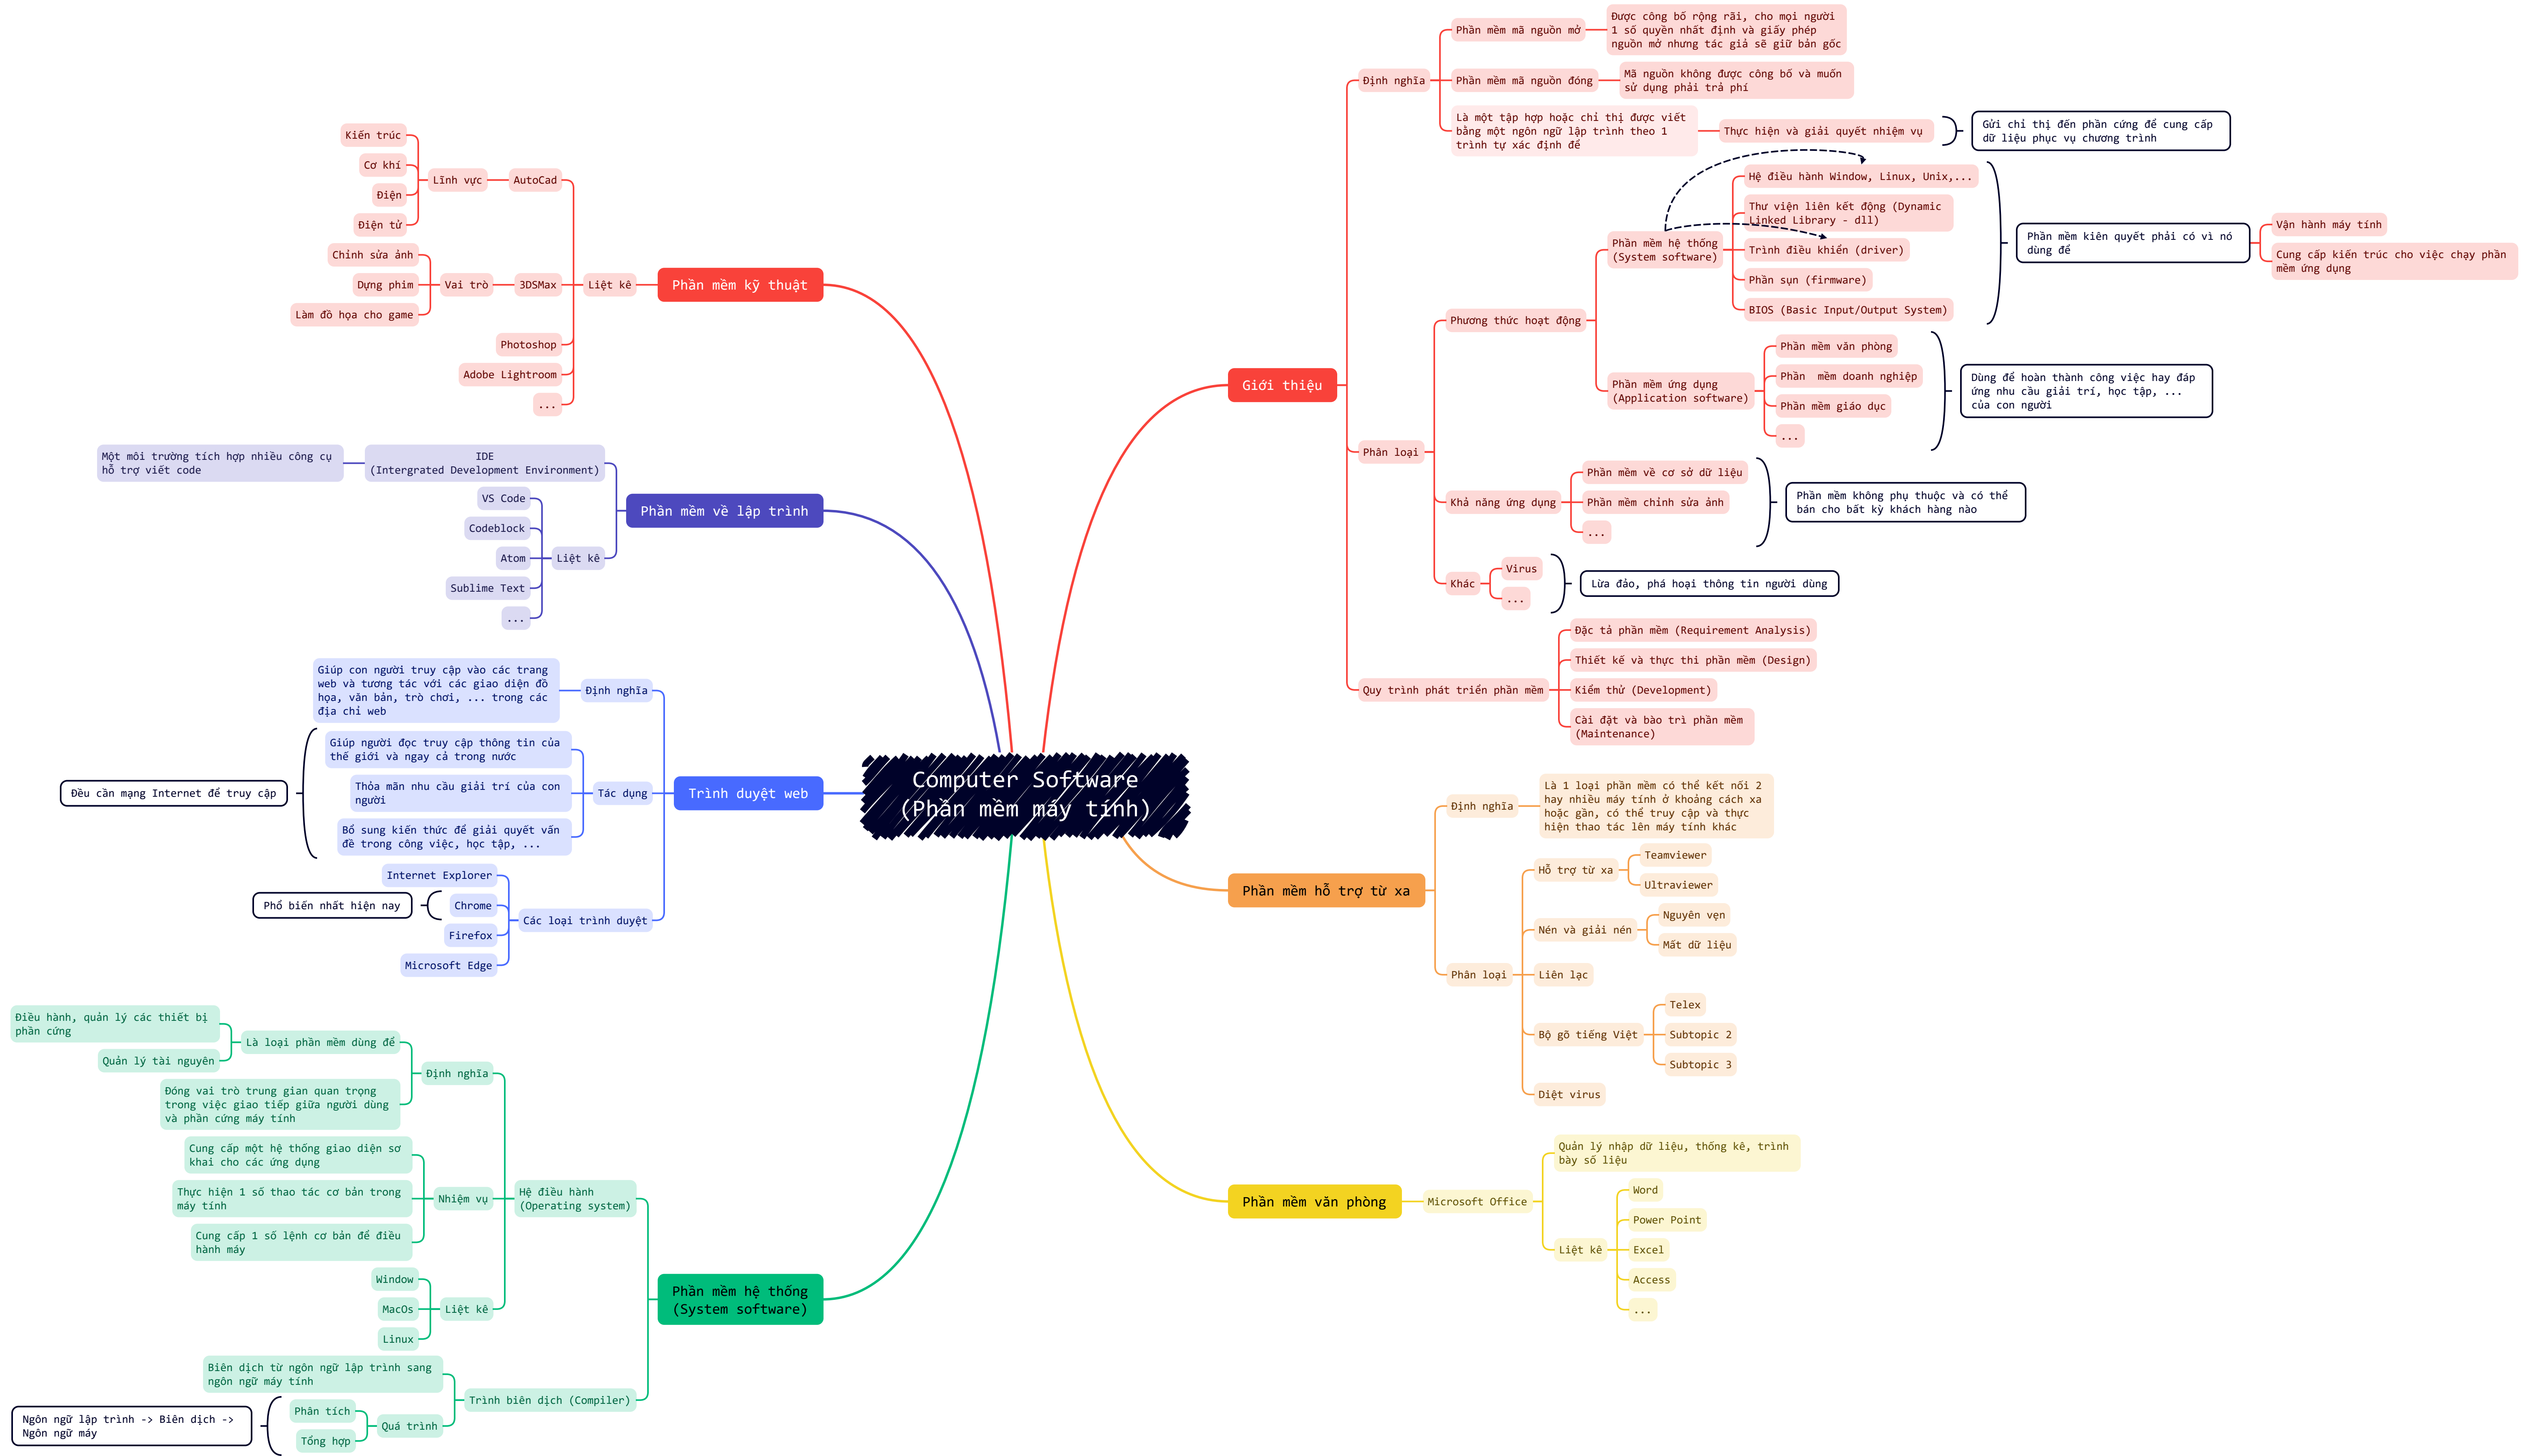 Computer Software
(Phần mềm máy tính)
Giới thiệu
Định nghĩa
Phần mềm mã nguồn mở
Được công bố rộng rãi, cho mọi người
1 số quyền nhất định và giấy phép
nguồn mở nhưng tác giả sẽ giữ bản gốc
Phần mềm mã nguồn đóng
Mã nguồn không được công bố và muốn
sử dụng phải trả phí
Là một tập hợp hoặc chỉ thị được viết
bằng một ngôn ngữ lập trình theo 1
trình tự xác định để
Thực hiện và giải quyết nhiệm vụ
Gửi chỉ thị đến phần cứng để cung cấp
dữ liệu phục vụ chương trình
Phân loại
Phương thức hoạt động
Phần mềm hệ thống
(System software)
Hệ điều hành Window, Linux, Unix,...
Thư viện liên kết động (Dynamic
Linked Library - dll)
Trình điều khiển (driver)
Phần sụn (firmware)
BIOS (Basic Input/Output System)
Phần mềm kiên quyết phải có vì nó
dùng để
Vận hành máy tính
Cung cấp kiến trúc cho việc chạy phần
mềm ứng dụng
Phần mềm ứng dụng
(Application software)
Phần mềm văn phòng
Phần  mềm doanh nghiệp
Phần mềm giáo dục
...
Dùng để hoàn thành công việc hay đáp
ứng nhu cầu giải trí, học tập, ...
của con người
Khả năng ứng dụng
Phần mềm về cơ sở dữ liệu
Phần mềm chỉnh sửa ảnh
...
Phần mềm không phụ thuộc và có thể
bán cho bất kỳ khách hàng nào
Khác
Virus
...
Lừa đảo, phá hoại thông tin người dùng
Quy trình phát triển phần mềm
Đặc tả phần mềm (Requirement Analysis)
Thiết kế và thực thi phần mềm (Design)
Kiểm thử (Development)
Cài đặt và bảo trì phần mềm
(Maintenance)
Phần mềm hỗ trợ từ xa
Định nghĩa
Là 1 loại phần mềm có thể kết nối 2
hay nhiều máy tính ở khoảng cách xa
hoặc gần, có thể truy cập và thực
hiện thao tác lên máy tính khác
Phân loại
Hỗ trợ từ xa
Teamviewer
Ultraviewer
Nén và giải nén
Nguyên vẹn
Mất dữ liệu
Liên lạc
Bộ gõ tiếng Việt
Telex
Subtopic 2
Subtopic 3
Diệt virus
Phần mềm văn phòng
Microsoft Office
Quản lý nhập dữ liệu, thống kê, trình
bày số liệu
Liệt kê
Word
Power Point
Excel
Access
...
Phần mềm kỹ thuật
Liệt kê
AutoCad
Lĩnh vực
Kiến trúc
Cơ khí
Điện
Điện tử
3DSMax
Vai trò
Chỉnh sửa ảnh
Dựng phim
Làm đồ họa cho game
Photoshop
Adobe Lightroom
...
Phần mềm về lập trình
IDE
(Intergrated Development Environment)
Một môi trường tích hợp nhiều công cụ
hỗ trợ viết code
Liệt kê
VS Code
Codeblock
Atom
Sublime Text
...
Trình duyệt web
Định nghĩa
Giúp con người truy cập vào các trang
web và tương tác với các giao diện đồ
họa, văn bản, trò chơi, ... trong các
địa chỉ web
Tác dụng
Giúp người đọc truy cập thông tin của
thế giới và ngay cả trong nước
Thỏa mãn nhu cầu giải trí của con
người
Bổ sung kiến thức để giải quyết vấn
đề trong công việc, học tập, ...
Đều cần mạng Internet để truy cập
Các loại trình duyệt
Internet Explorer
Chrome
Phổ biến nhất hiện nay
Firefox
Microsoft Edge
Phần mềm hệ thống
(System software)
Hệ điều hành
(Operating system)
Định nghĩa
Là loại phần mềm dùng để
Điều hành, quản lý các thiết bị
phần cứng
Quản lý tài nguyên
Đóng vai trò trung gian quan trọng
trong việc giao tiếp giữa người dùng
và phần cứng máy tính
Nhiệm vụ
Cung cấp một hệ thống giao diện sơ
khai cho các ứng dụng
Thực hiện 1 số thao tác cơ bản trong
máy tính
Cung cấp 1 số lệnh cơ bản để điều
hành máy
Liệt kê
Window
MacOs
Linux
Trình biên dịch (Compiler)
Biên dịch từ ngôn ngữ lập trình sang
ngôn ngữ máy tính
Quá trình
Phân tích
Tổng hợp
Ngôn ngữ lập trình -> Biên dịch ->
Ngôn ngữ máy